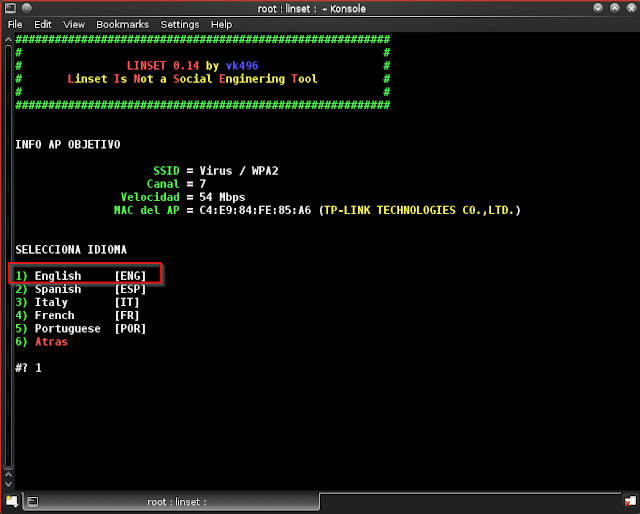 root : linset : - Konsole
File Edit View Bookmarks Settings Help
########################################################
# #
# LINSET 0.14 by vk496 #
# Linset Is Not a Social Enginering Tool #
# #
########################################################
INFO AP OBJETIVO
SSID = Virus / WPA2
Canal = 7
Velocidad = 54 Mbps
MAC del AP = C4:E9:84:FE:85:A6 (TP-LINK TECHNOLOGIES CO.,LTD.)
SELECCIONA IDIOMA
1) English [ENG]
2) Spanish [ESP]
3) Italy [IT]
4) French [FR]
5) Portuguese [POR]
6) Atras
#? 1
root : linset :